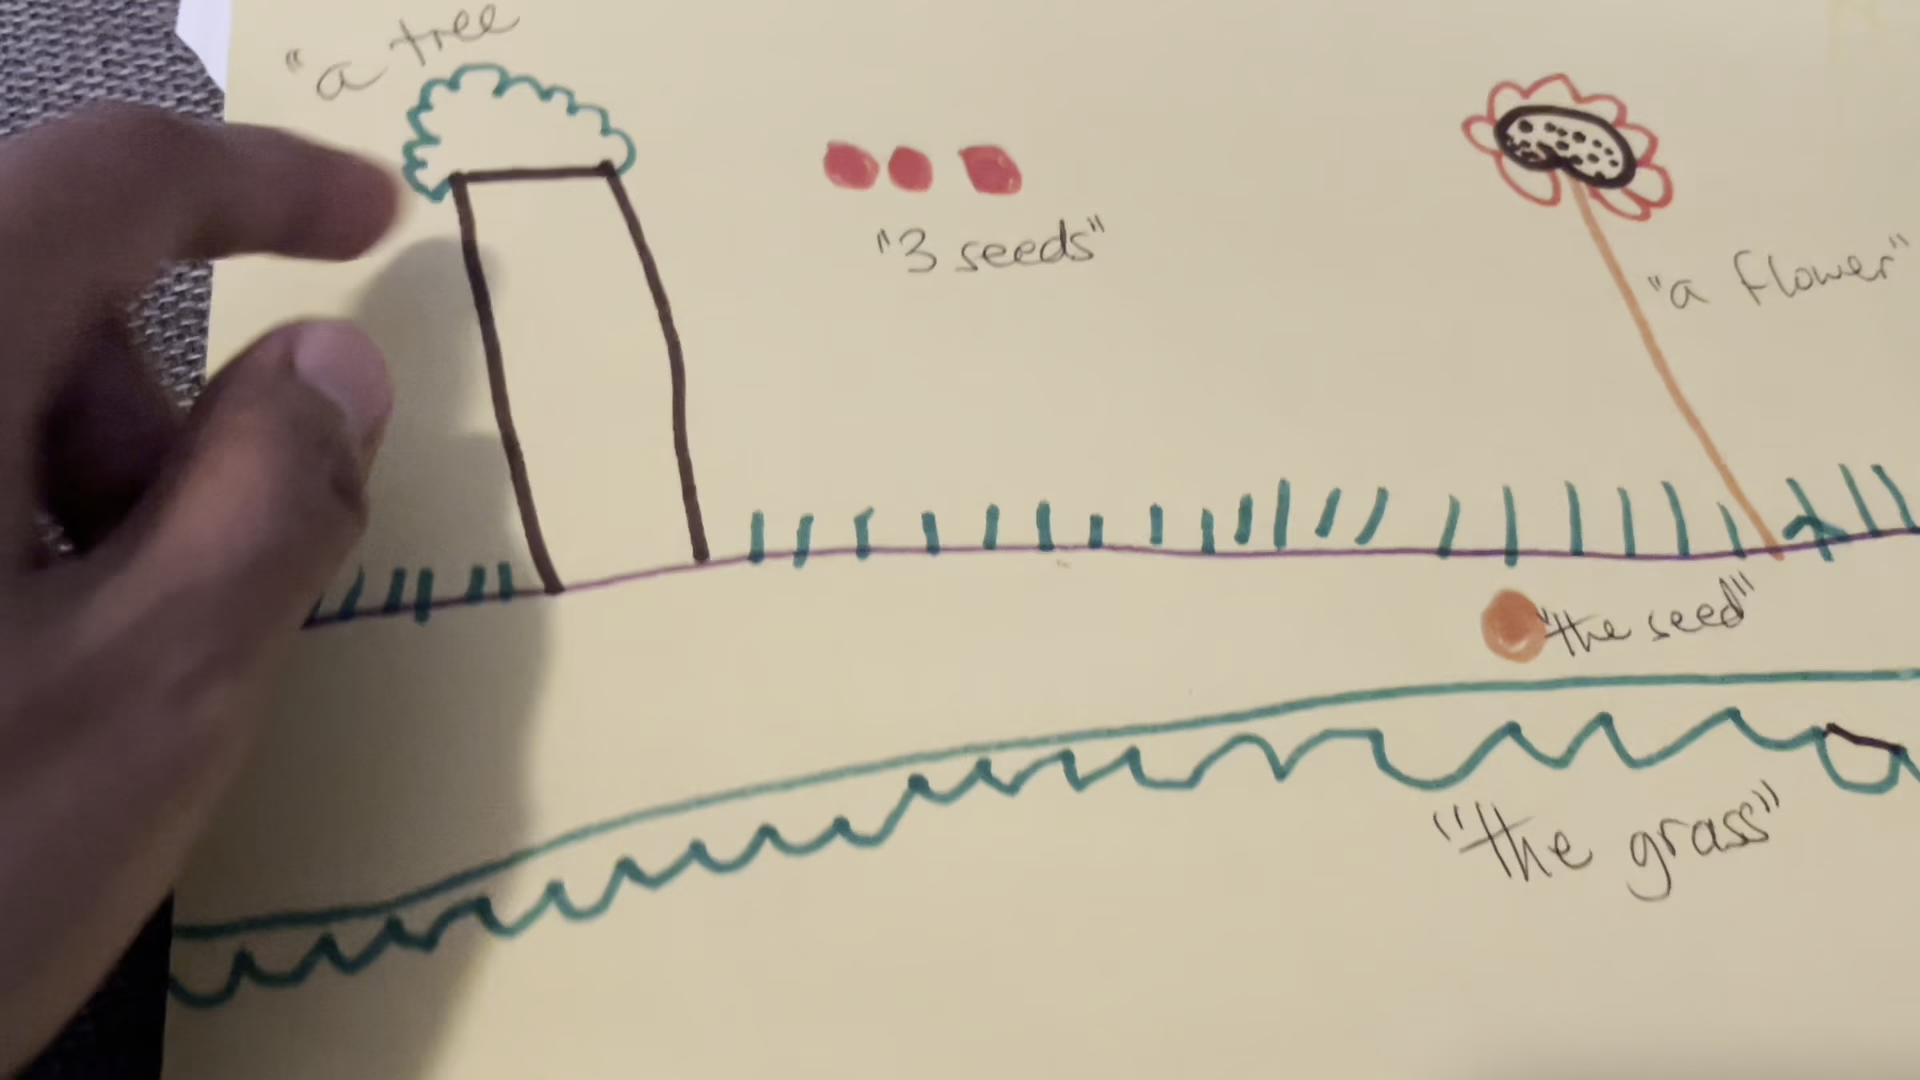 "a tree
"3 seeds"
"a flower"
"the seed"
"the grass"